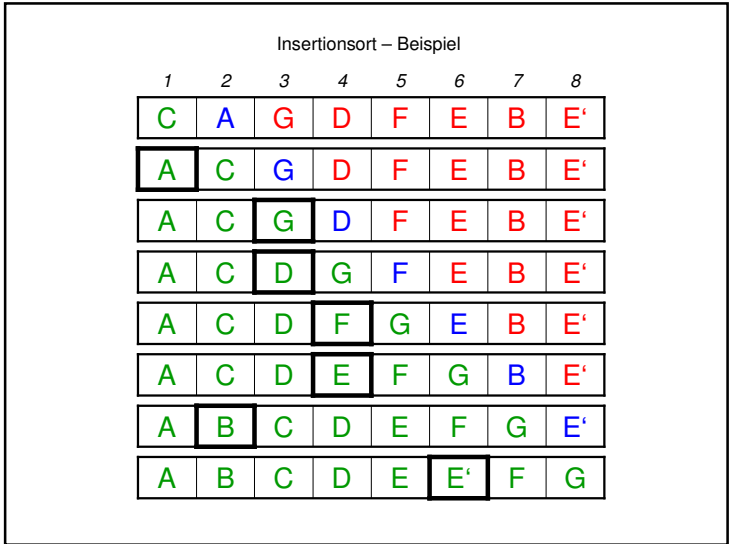 Insertionsort – Beispiel
1 2 3 4 5 6 7 8
C A G D F E B E‘
A C G D F E B E‘
A C G D F E B E‘
A C D G F E B E‘
A C D F G E B E‘
A C D E F G B E‘
A B C D E F G E‘
A B C D E E‘ F G